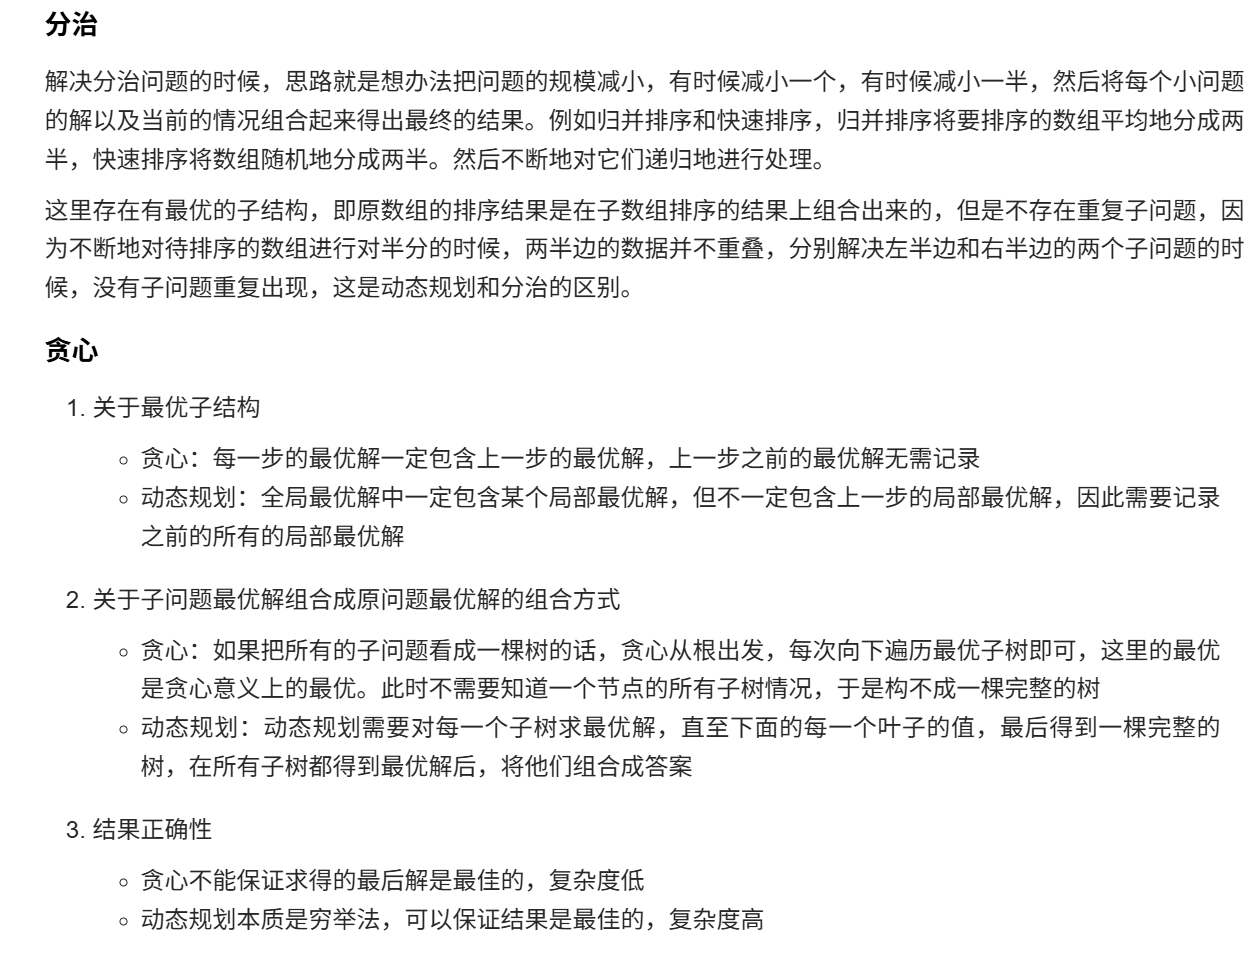 分治
解决分治问题的时候，思路就是想办法把问题的规模减小，有时候减小一个，有时候减小一半，然后将每个小问题
的解以及当前的情况组合起来得出最终的结果。例如归并排序和快速排序，归并排序将要排序的数组平均地分成两
半，快速排序将数组随机地分成两半。然后不断地对它们递归地进行处理。
这里存在有最优的子结构，即原数组的排序结果是在子数组排序的结果上组合出来的，但是不存在重复子问题，因
为不断地对待排序的数组进行对半分的时候，两半边的数据并不重叠，分别解决左半边和右半边的两个子问题的时
候，没有子问题重复出现，这是动态规划和分治的区别。
贪心
1. 关于最优子结构
◦ 贪心：每一步的最优解一定包含上一步的最优解，上一步之前的最优解无需记录
◦ 动态规划：全局最优解中一定包含某个局部最优解，但不一定包含上一步的局部最优解，因此需要记录
之前的所有的局部最优解
2. 关于子问题最优解组合成原问题最优解的组合方式
◦ 贪心：如果把所有的子问题看成一棵树的话，贪心从根出发，每次向下遍历最优子树即可，这里的最优
是贪心意义上的最优。此时不需要知道一个节点的所有子树情况，于是构不成一棵完整的树
◦ 动态规划：动态规划需要对每一个子树求最优解，直至下面的每一个叶子的值，最后得到一棵完整的
树，在所有子树都得到最优解后，将他们组合成答案
3. 结果正确性
◦ 贪心不能保证求得的最后解是最佳的，复杂度低
◦ 动态规划本质是穷举法，可以保证结果是最佳的，复杂度高